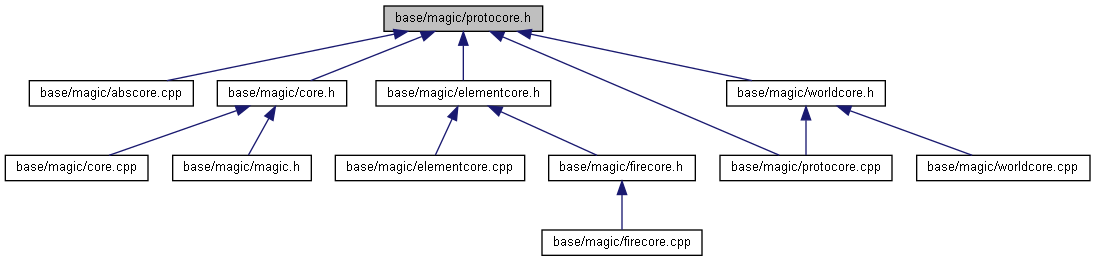 base/magic/protocore.h
base/magic/abscore.cpp
base/magic/core.h
base/magic/elementcore.h
base/magic/worldcore.h
base/magic/core.cpp
base/magic/magic.h
base/magic/elementcore.cpp
base/magic/firecore.h
base/magic/protocore.cpp
base/magic/worldcore.cpp
base/magic/firecore.cpp